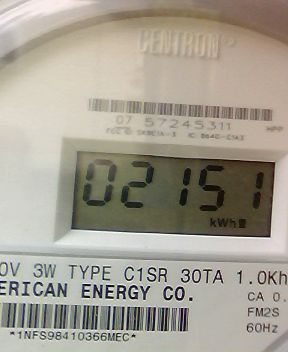 CENTRON
07 57245311 HPP
02151
kWh
0V 3W TYPE C1SR 30TA 1.0Kh
ERICAN ENERGY CO. CA 0.
FM2S
*1NFS98410366MEC* 60Hz